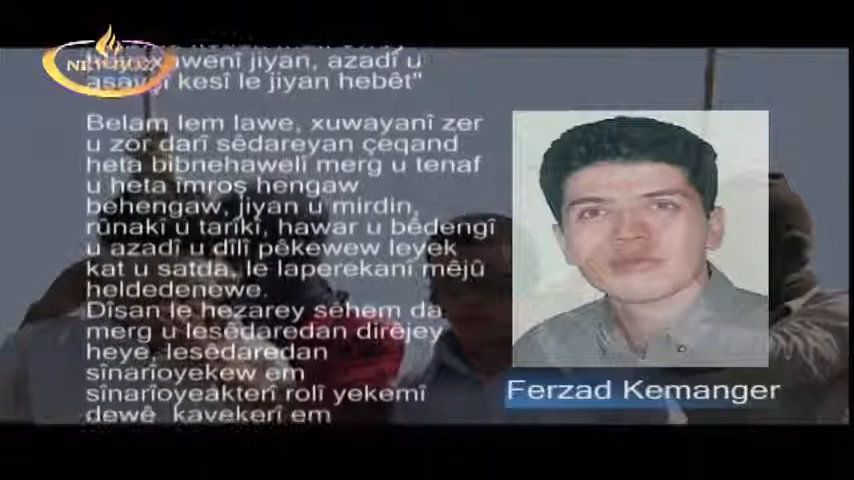 jiyan, azadî u
kesî le jiyan hebêt"
Belam lem lawe, xuwayanî zer
u zor darî sêdareyan çeqand
heta bibnehawelî merg u tenaf
u heta îmroş hengaw
behengaw, jiyan u mirdin,
rûnakî u tarîkî, hawar u bêdengî
u azadî u dîlî pêkewew leyek
kat u satda, le laperekanî mêjû
heldedenewe.
Dîsan le hezarey sêhem da
merg u lesêdaredan dirêjey
heye, lesêdaredan
sînarîoyekew em
sînarîoyeakterî rolî yekemî
dewê kavekerî em
Ferzad Kemanger